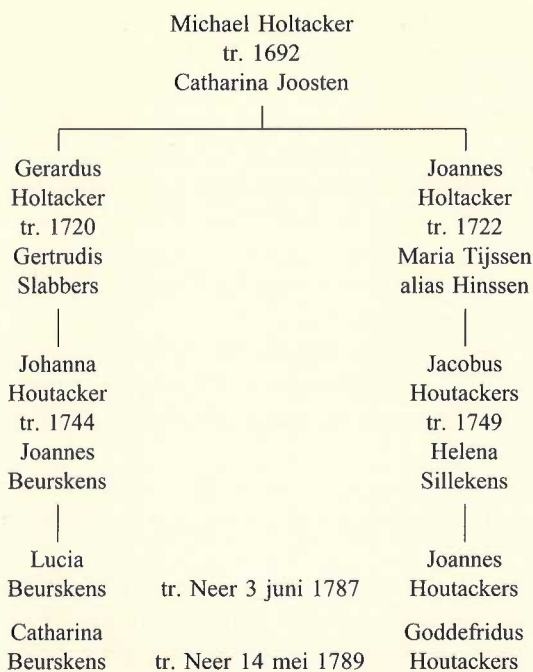 Michael Holtacker
tr. 1692
Catharina Joosten
Gerardus
Holtacker
tr. 1720
Gertrudis
Slabbers
Joannes
Holtacker
tr. 1722
Maria Tijssen
alias Hinssen
Johanna
Houtacker
tr. 1744
Joannes
Beurskens
Jacobus
Houtackers
tr. 1749
Helena
Sillekens
Lucia
Beurskens
tr. Neer 3 juni 1787
Joannes
Houtackers
Catharina
Beurskens
tr. Neer 14 mei 1789
Goddefridus
Houtackers